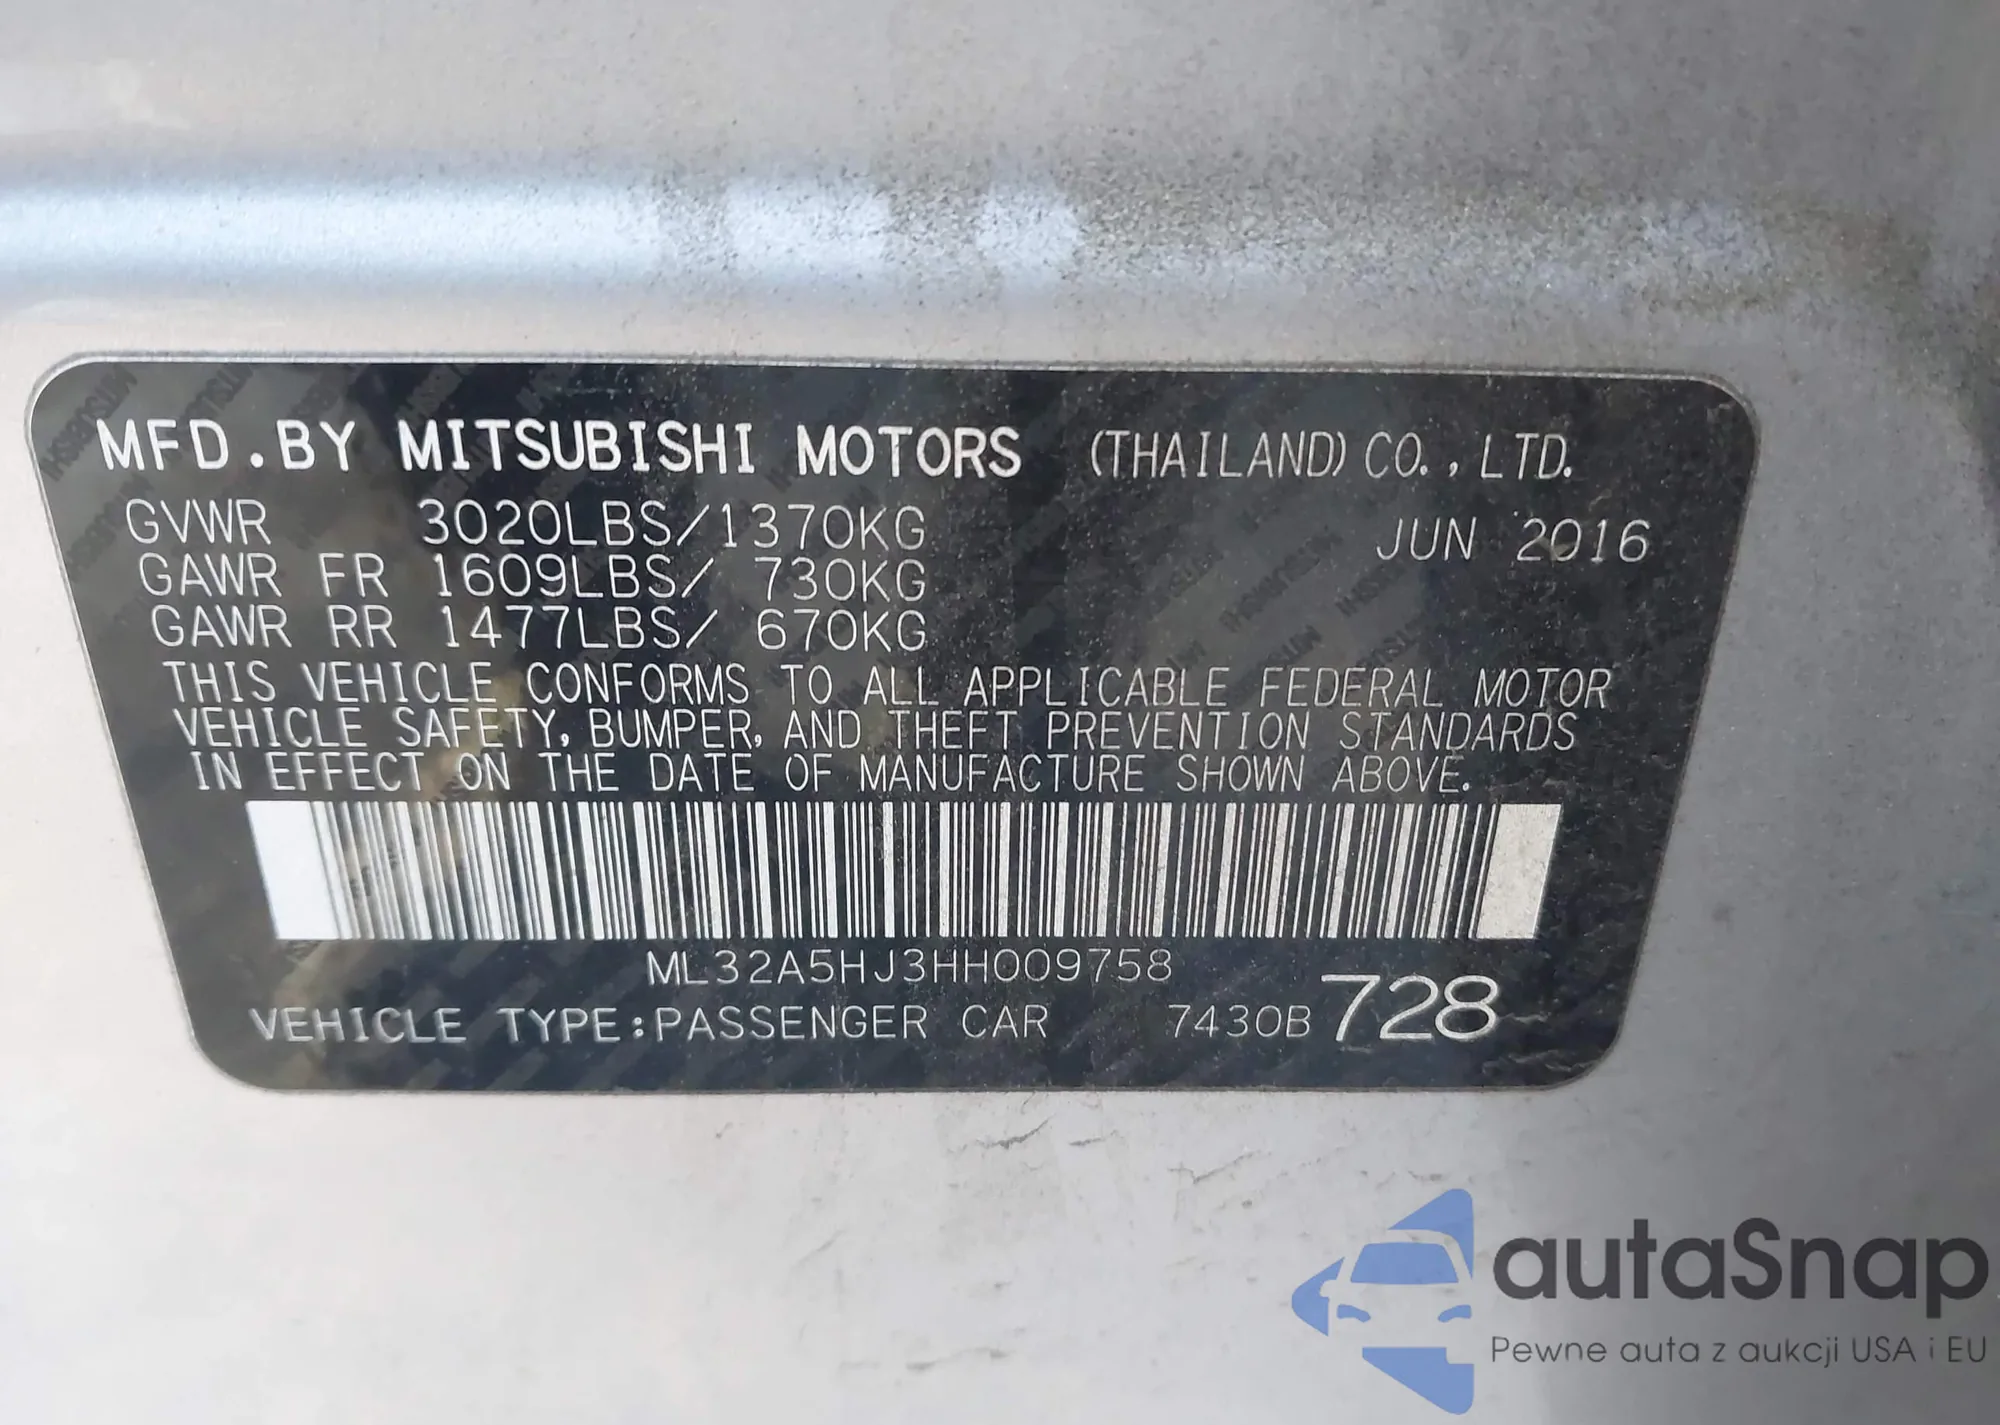 MFD.BY MITSUBISHI MOTORS (THAILAND) CO., LTD.
GVWR 3020LBS/1370KG JUN 2016
GAWR FR 1609LBS/ 730KG
GAWR RR 1477LBS/ 670KG
THIS VEHICLE CONFORMS TO ALL APPLICABLE FEDERAL MOTOR
VEHICLE SAFETY, BUMPER, AND THEFT PREVENTION STANDARDS
IN EFFECT ON THE DATE OF MANUFACTURE SHOWN ABOVE.
ML32A5HJ3HH009758
VEHICLE TYPE:PASSENGER CAR 7430B 728
autaSnap
Pewne auta z aukcji USA i EU